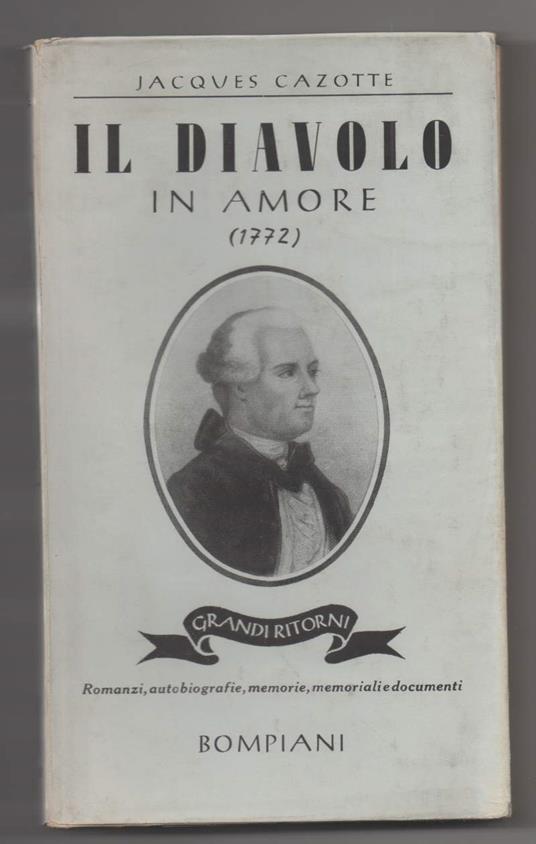 JACQUES CAZOTTE
IL DIAVOLO
IN AMORE
(1772)
GRANDI RITORNI
Romanzi, autobiografie, memorie, memoriali e documenti
BOMPIANI